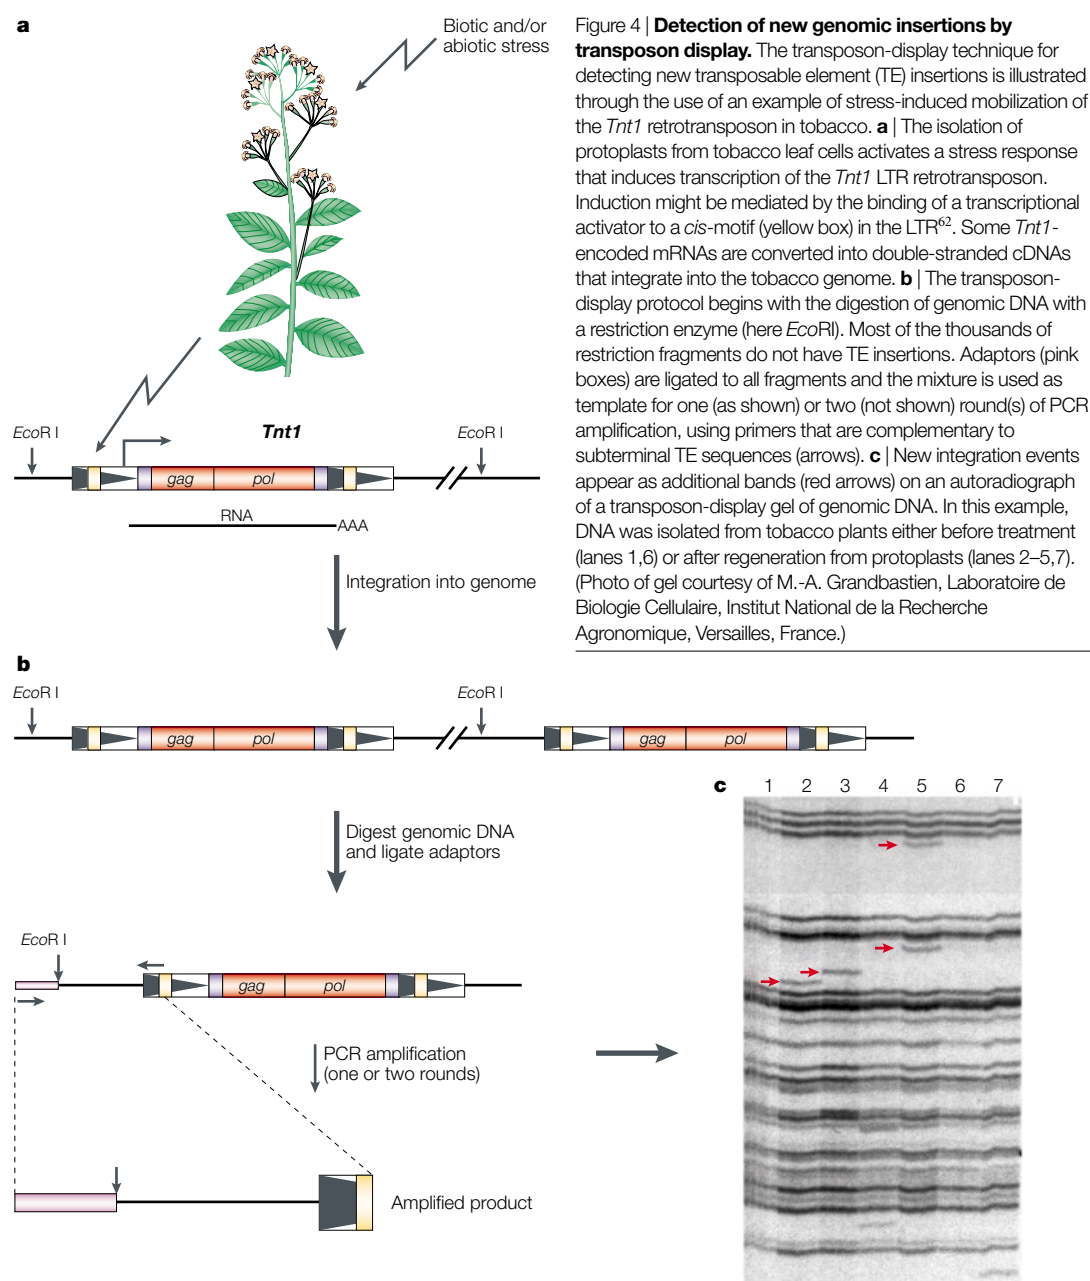 a
Biotic and/or
abiotic stress
EcoR I
Tnt1
EcoR I
gag
pol
RNA
AAA
Integration into genome
Figure 4 | Detection of new genomic insertions by
transposon display. The transposon-display technique for
detecting new transposable element (TE) insertions is illustrated
through the use of an example of stress-induced mobilization of
the Tnt1 retrotransposon in tobacco. a | The isolation of
protoplasts from tobacco leaf cells activates a stress response
that induces transcription of the Tnt1 LTR retrotransposon.
Induction might be mediated by the binding of a transcriptional
activator to a cis-motif (yellow box) in the LTR62. Some Tnt1-
encoded mRNAs are converted into double-stranded cDNAs
that integrate into the tobacco genome. b | The transposon-
display protocol begins with the digestion of genomic DNA with
a restriction enzyme (here EcoRI). Most of the thousands of
restriction fragments do not have TE insertions. Adaptors (pink
boxes) are ligated to all fragments and the mixture is used as
template for one (as shown) or two (not shown) round(s) of PCR
amplification, using primers that are complementary to
subterminal TE sequences (arrows). c | New integration events
appear as additional bands (red arrows) on an autoradiograph
of a transposon-display gel of genomic DNA. In this example,
DNA was isolated from tobacco plants either before treatment
(lanes 1,6) or after regeneration from protoplasts (lanes 2–5,7).
(Photo of gel courtesy of M.-A. Grandbastien, Laboratoire de
Biologie Cellulaire, Institut National de la Recherche
Agronomique, Versailles, France.)
b
EcoR I
EcoR I
gag
pol
gag
pol
Digest genomic DNA
and ligate adaptors
EcoR I
gag
pol
PCR amplification
(one or two rounds)
Amplified product
c
1 2 3 4 5 6 7